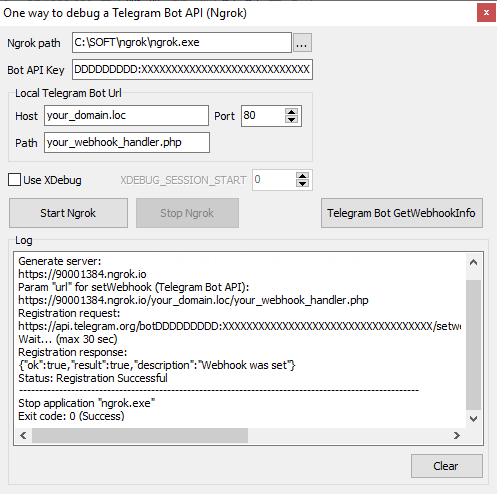 One way to debug a Telegram Bot API (Ngrok)
Ngrok path C:\SOFT\ngrok\ngrok.exe ...
Bot API Key DDDDDDDDD:XXXXXXXXXXXXXXXXXXXXXXXXXXXX
Local Telegram Bot Url
Host your_domain.loc Port 80
Path your_webhook_handler.php
Use XDebug XDEBUG_SESSION_START 0
Start Ngrok Stop Ngrok Telegram Bot GetWebhookInfo
Log
Generate server:
https://90001384.ngrok.io
Param "url" for setWebhook (Telegram Bot API):
https://90001384.ngrok.io/your_domain.loc/your_webhook_handler.php
Registration request:
https://api.telegram.org/botDDDDDDDDD:XXXXXXXXXXXXXXXXXXXXXXXXXXXXXXXXXXX/setwe
Wait... (max 30 sec)
Registration response:
{"ok":true,"result":true,"description":"Webhook was set"}
Status: Registration Successful
----------------------------------------------------------------------------------------------------
Stop application "ngrok.exe"
Exit code: 0 (Success)
Clear